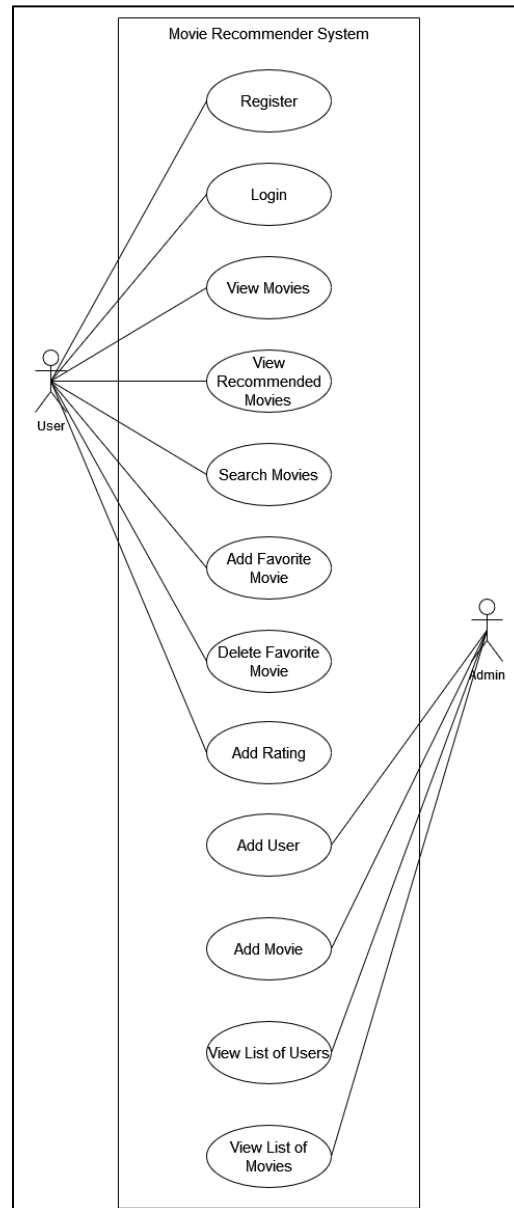 Movie Recommender System
Register
Login
View Movies
View
Recommended
Movies
User
Search Movies
Add Favorite
Movie
Delete Favorite
Movie
Admin
Add Rating
Add User
Add Movie
View List of Users
View List of
Movies